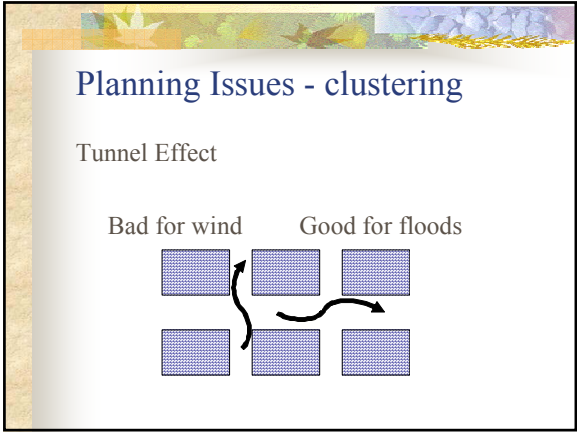 Planning Issues - clustering
Tunnel Effect
Bad for wind Good for floods